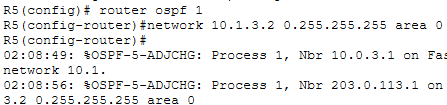 R5(config)# router ospf 1
R5(config-router)#network 10.1.3.2 0.255.255.255 area 0
R5(config-router)#
02:08:49: %OSPF-5-ADJCHG: Process 1, Nbr 10.0.3.1 on Fas
network 10.1.
02:08:56: %OSPF-5-ADJCHG: Process 1, Nbr 203.0.113.1 on
3.2 0.255.255.255 area 0